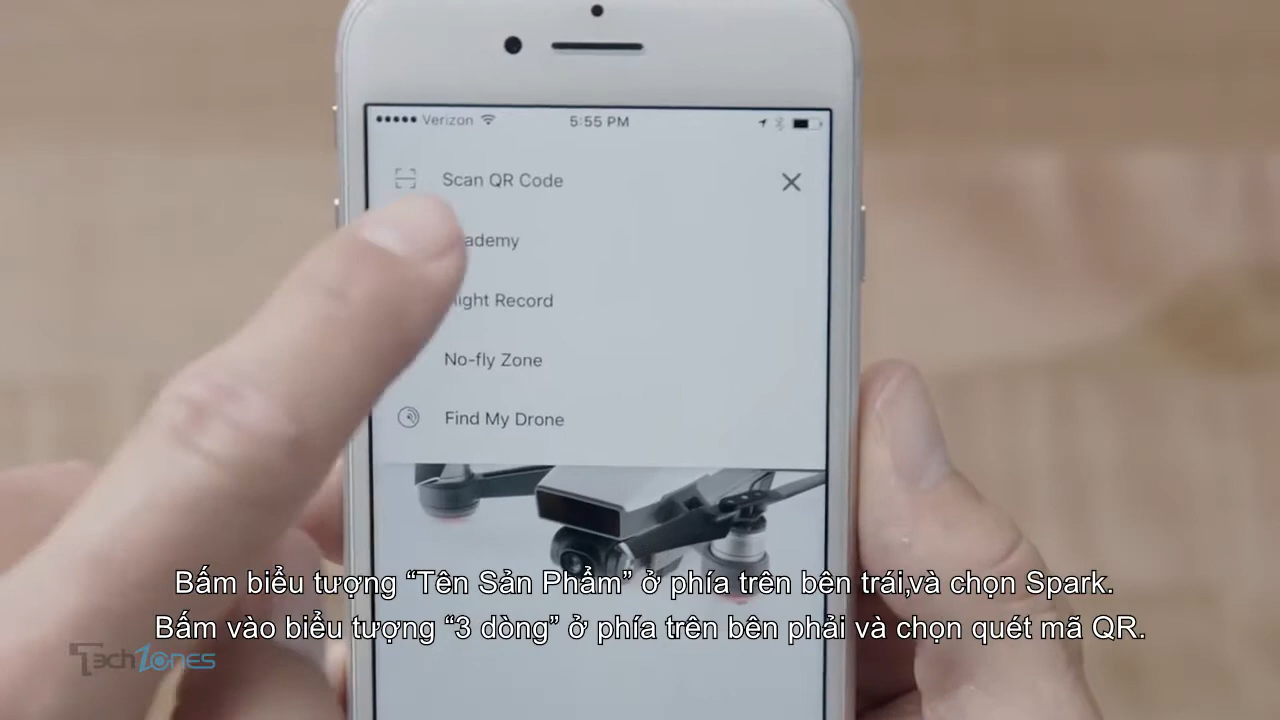 Verizon 5:55 PM
Scan QR Code
No-fly Zone
Find My Drone
Record
Bấm biểu tượng “Tên Sản Phẩm” ở phía trên bên trái,và chọn Spark.
Bấm vào biểu tượng “3 dòng” ở phía trên bên phải và chọn quét mã QR.
TechZones